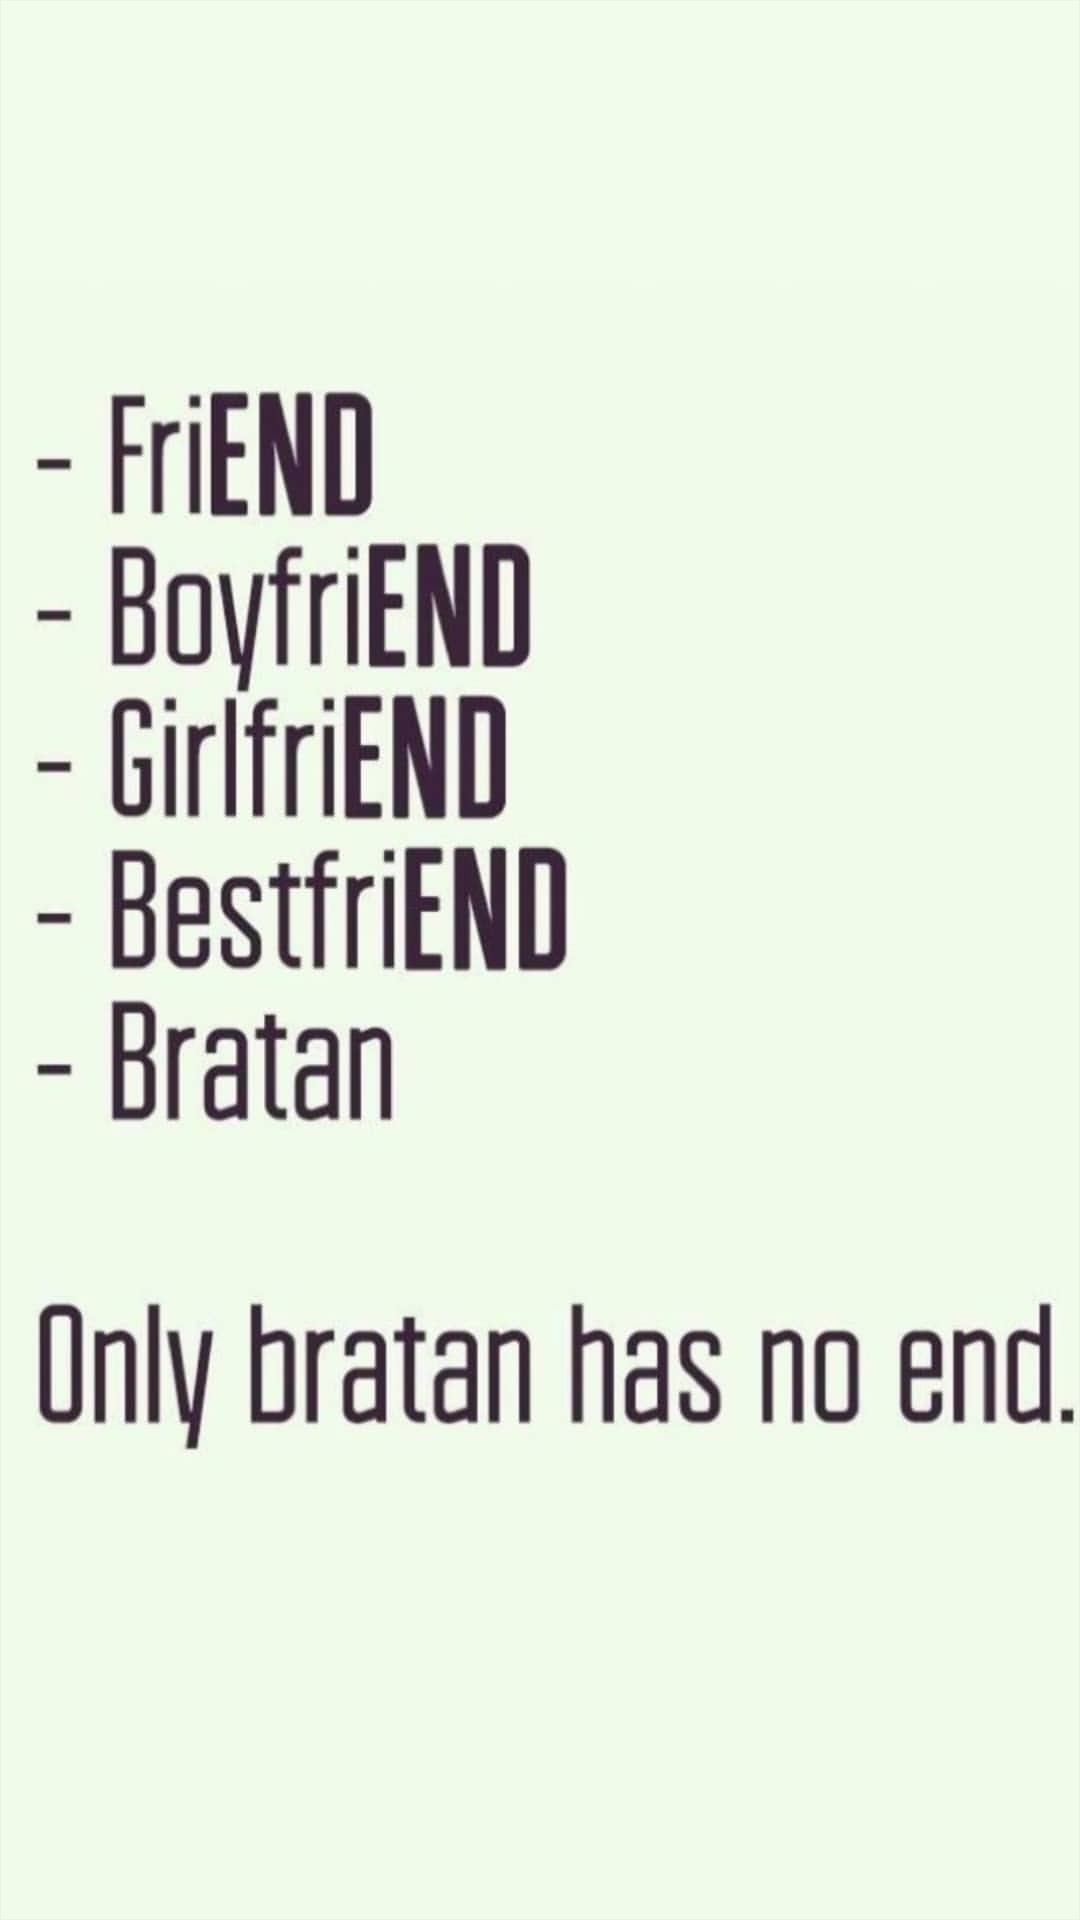 - FriEND
- BoyfriEND
- GirlfriEND
- BestfriEND
- Bratan
Only bratan has no end.